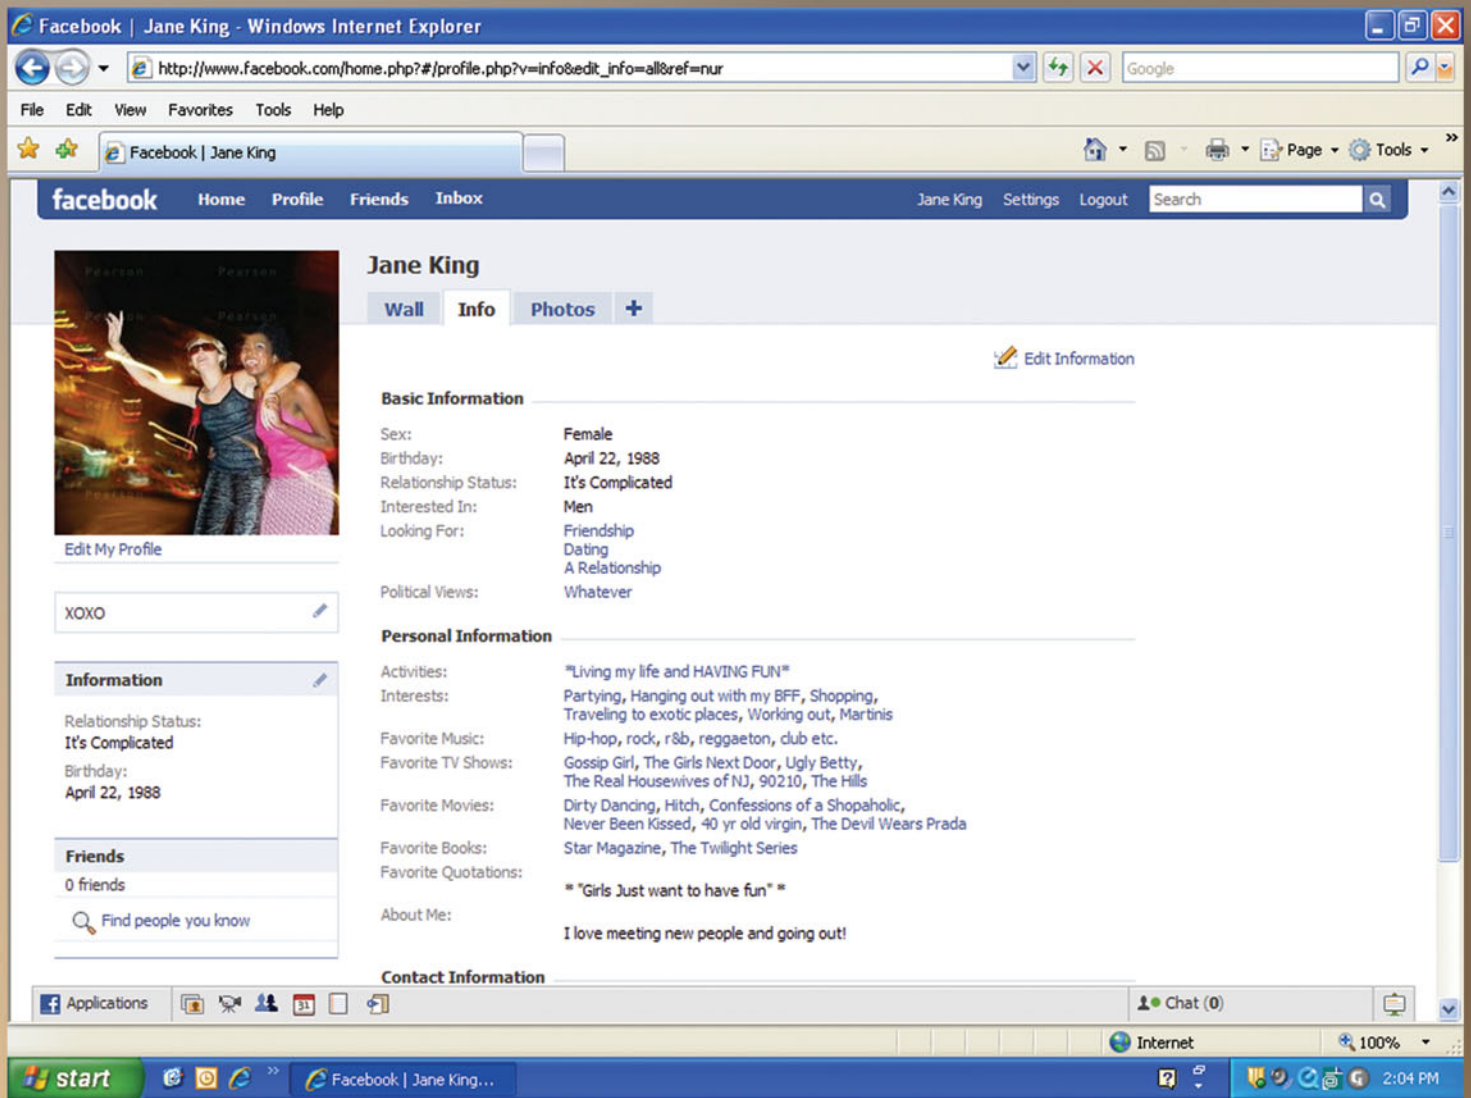 Facebook | Jane King - Windows Internet Explorer
http://www.facebook.com/home.php?#/profile.php?v=info&edit_info=all&ref=nur
Google
File Edit View Favorites Tools Help
Facebook | Jane King
Page Tools
facebook Home Profile Friends Inbox Jane King Settings Logout Search
Pearson Pearson
Pearson
Pearson
Edit My Profile
XOXO
Information
Relationship Status:
It's Complicated
Birthday:
April 22, 1988
Friends
0 friends
Find people you know
Jane King
Wall Info Photos +
Edit Information
Basic Information
Sex: Female
Birthday: April 22, 1988
Relationship Status: It's Complicated
Interested In: Men
Looking For: Friendship
Dating
A Relationship
Political Views: Whatever
Personal Information
Activities: *Living my life and HAVING FUN*
Interests: Partying, Hanging out with my BFF, Shopping,
Traveling to exotic places, Working out, Martinis
Favorite Music: Hip-hop, rock, r&b, reggaeton, club etc.
Favorite TV Shows: Gossip Girl, The Girls Next Door, Ugly Betty,
The Real Housewives of NJ, 90210, The Hills
Favorite Movies: Dirty Dancing, Hitch, Confessions of a Shopaholic,
Never Been Kissed, 40 yr old virgin, The Devil Wears Prada
Favorite Books: Star Magazine, The Twilight Series
Favorite Quotations:
* "Girls Just want to have fun" *
About Me:
I love meeting new people and going out!
Contact Information
Applications 31 Chat (0)
Internet 100%
start Facebook | Jane King... 2:04 PM